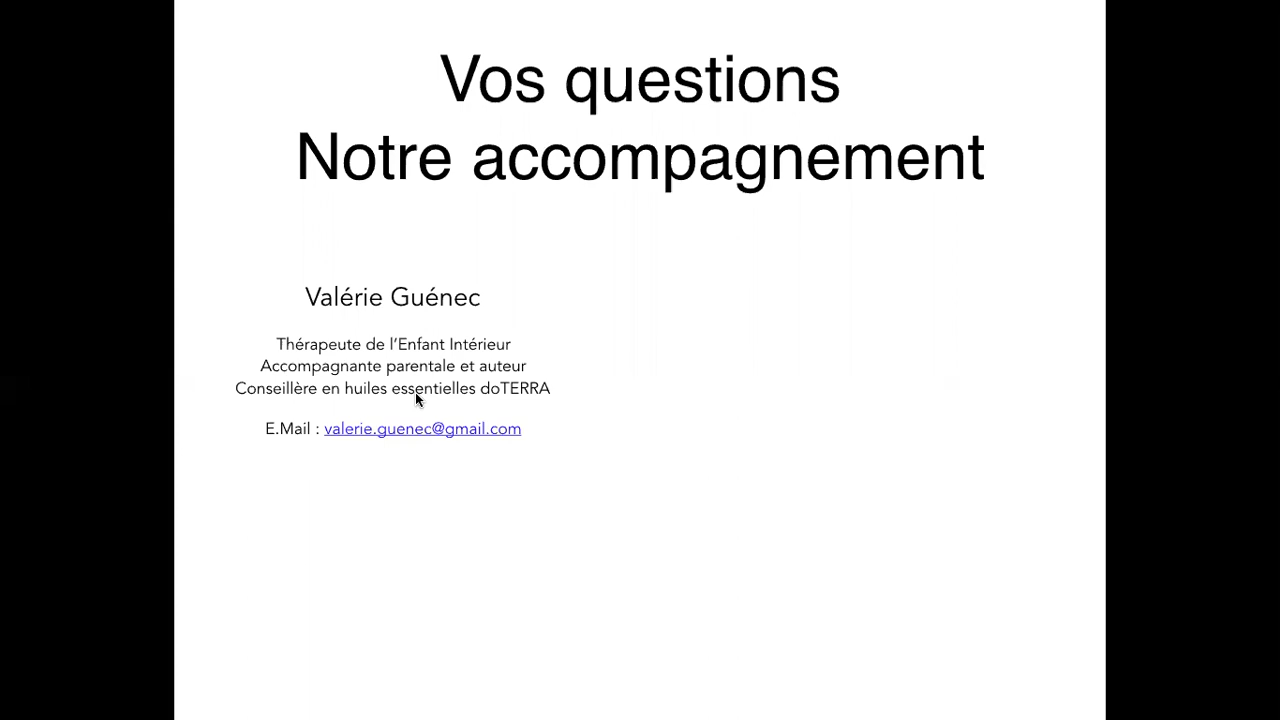 Vos questions
Notre accompagnement
Valérie Guénec
Thérapeute de l’Enfant Intérieur
Accompagnante parentale et auteur
Conseillère en huiles essentielles doTERRA
E.Mail : valerie.guenec@gmail.com